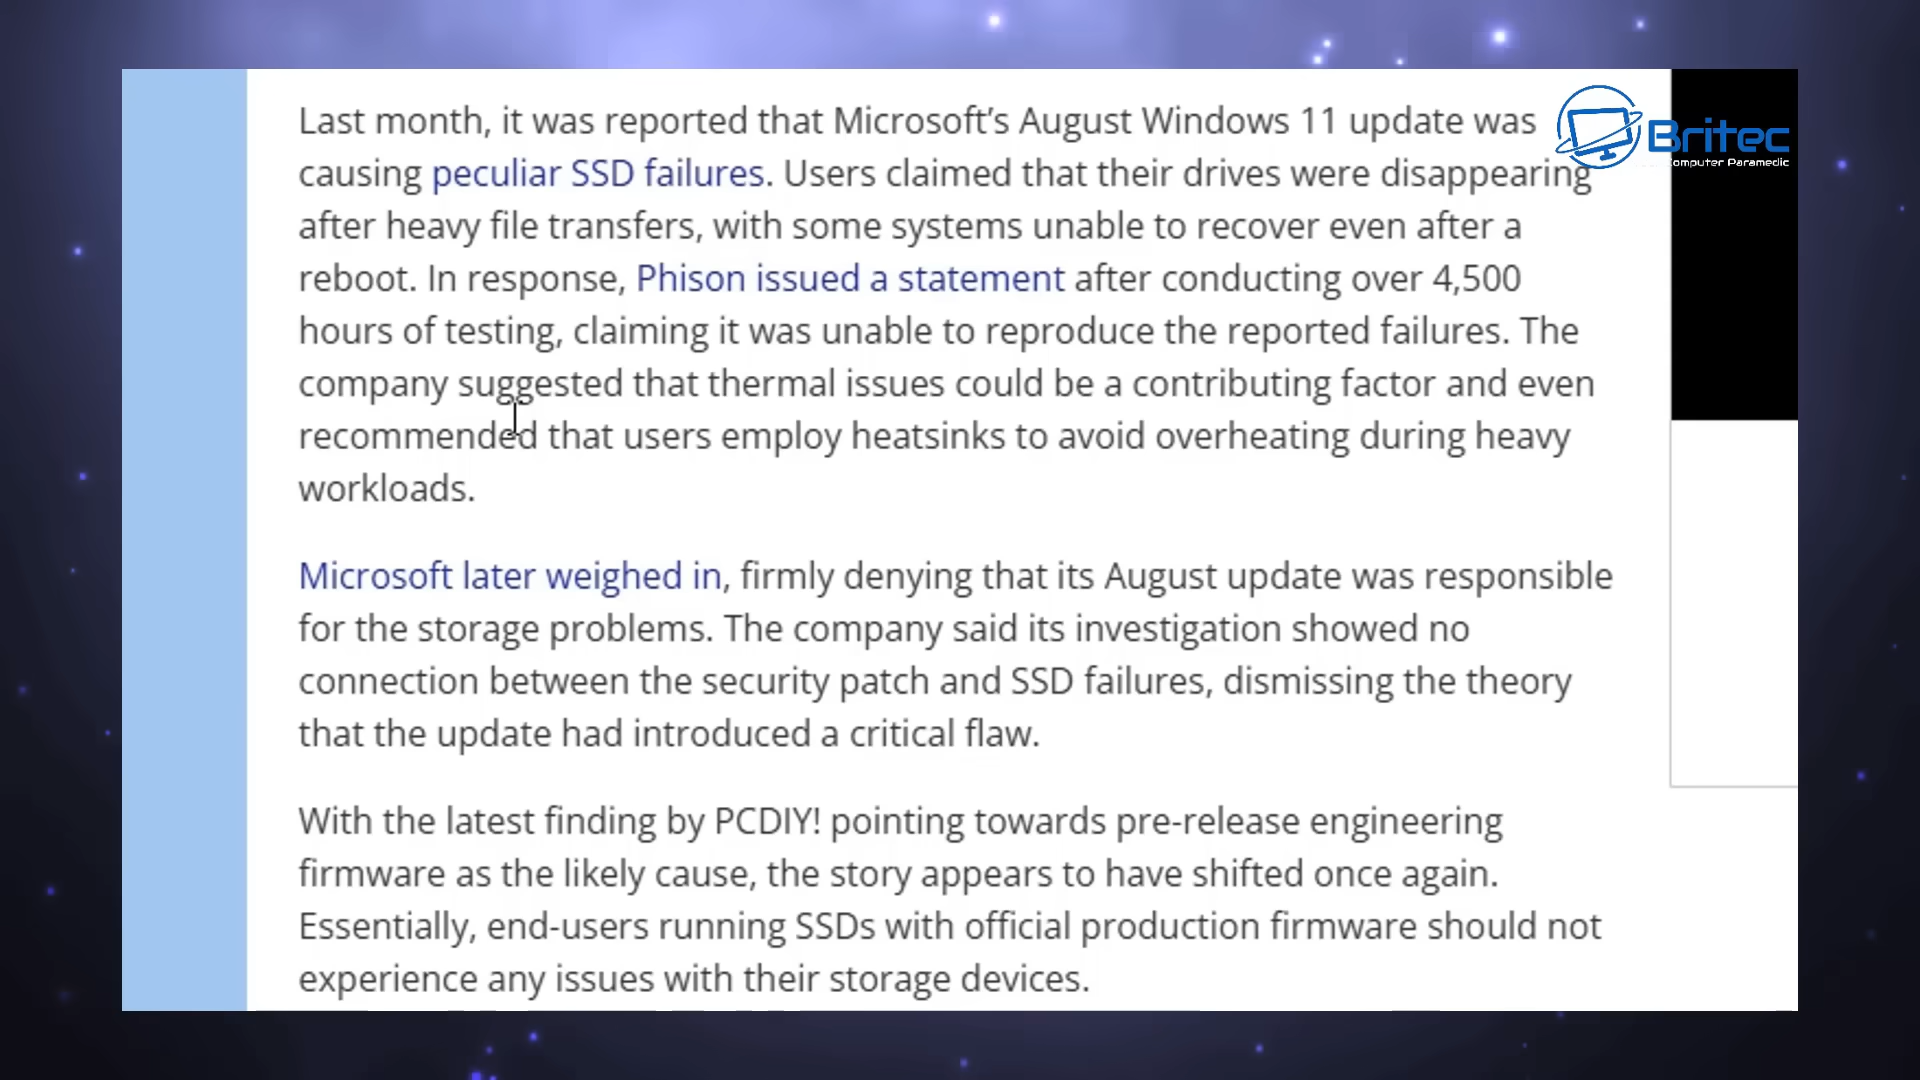 Last month, it was reported that Microsoft's August Windows 11 update was
causing peculiar SSD failures. Users claimed that their drives were disappearing
after heavy file transfers, with some systems unable to recover even after a
reboot. In response, Phison issued a statement after conducting over 4,500
hours of testing, claiming it was unable to reproduce the reported failures. The
company suggested that thermal issues could be a contributing factor and even
recommended that users employ heatsinks to avoid overheating during heavy
workloads.
Microsoft later weighed in, firmly denying that its August update was responsible
for the storage problems. The company said its investigation showed no
connection between the security patch and SSD failures, dismissing the theory
that the update had introduced a critical flaw.
With the latest finding by PCDIY! pointing towards pre-release engineering
firmware as the likely cause, the story appears to have shifted once again.
Essentially, end-users running SSDs with official production firmware should not
experience any issues with their storage devices.
Britec
Computer Paramedic